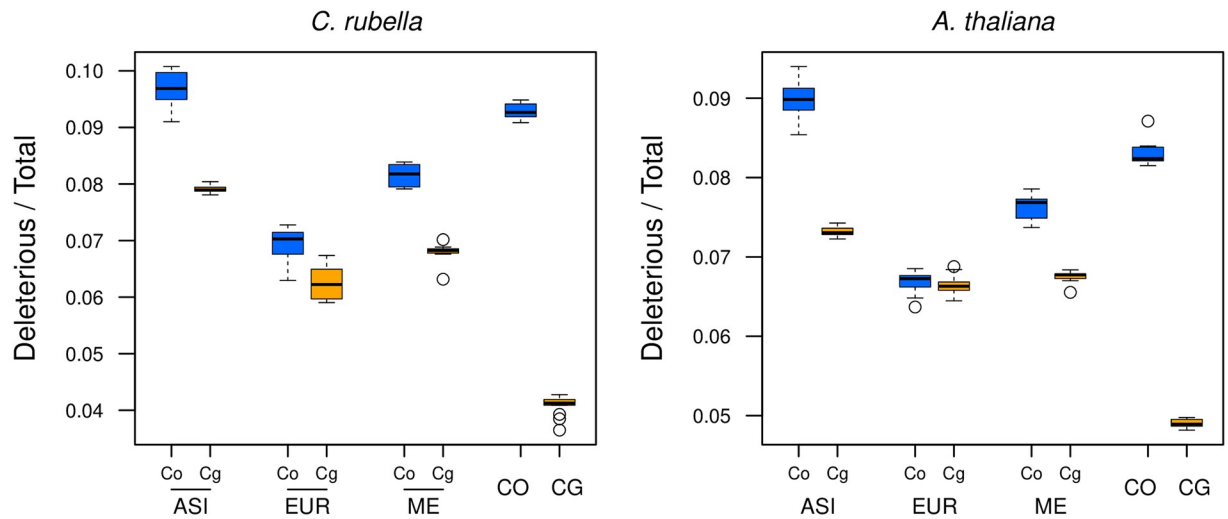 C. rubella
Deleterious / Total
0.10
0.09
0.08
0.07
0.06
0.05
0.04
Co Cg Co Cg Co Cg CO CG
ASI EUR ME
A. thaliana
Deleterious / Total
0.09
0.08
0.07
0.06
0.05
Co Cg Co Cg Co Cg CO CG
ASI EUR ME